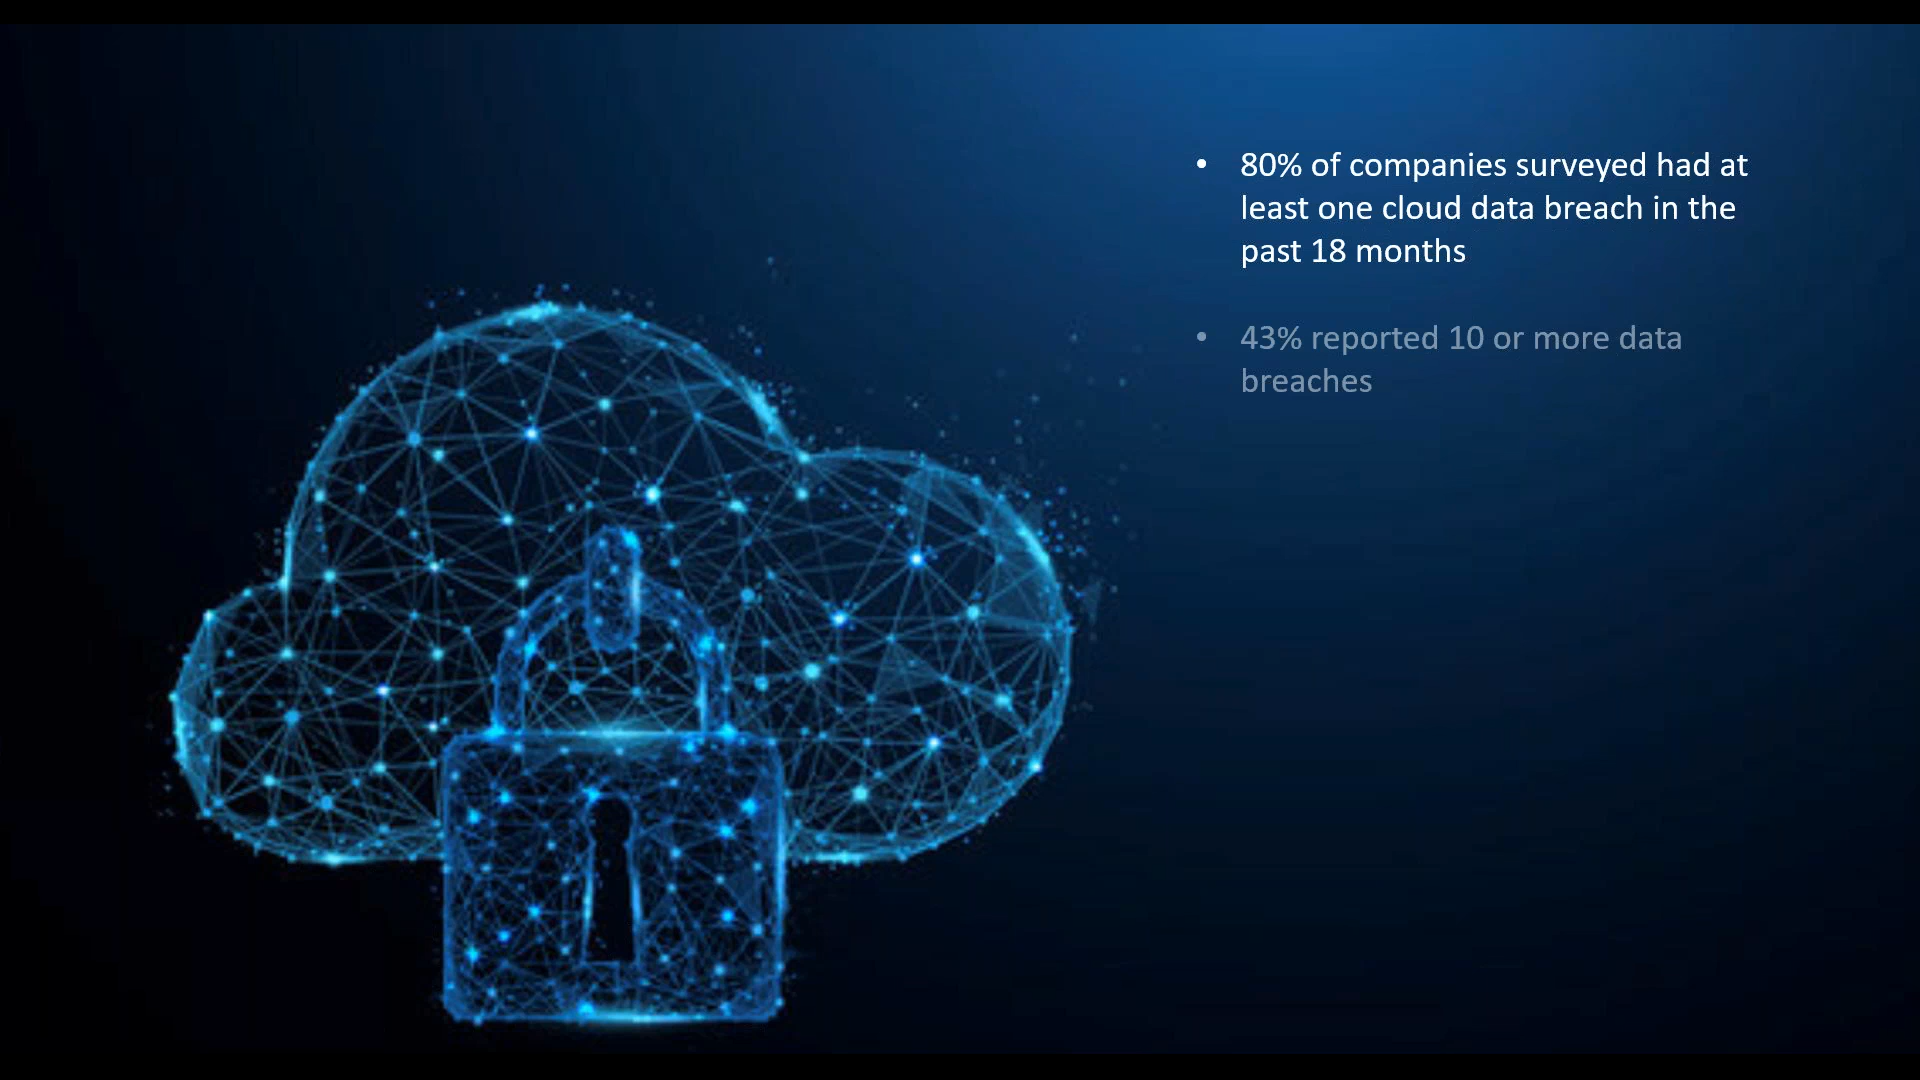 • 80% of companies surveyed had at
least one cloud data breach in the
past 18 months
• 43% reported 10 or more data
breaches